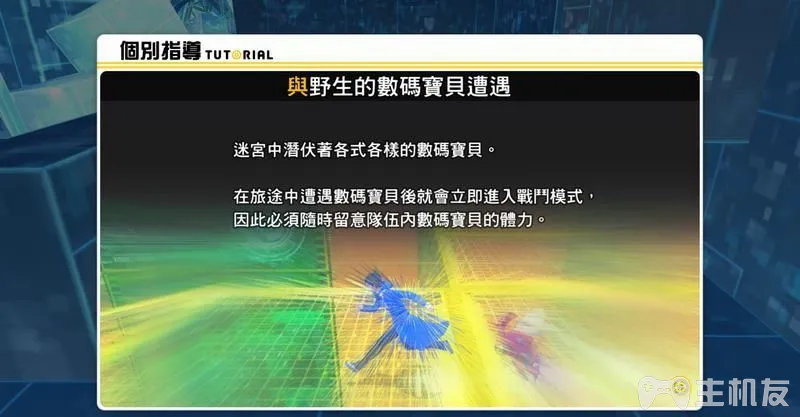 個別指導 TUTORIAL
與野生的數碼寶貝遭遇
迷宮中潛伏著各式各樣的數碼寶貝。
在旅途中遭遇數碼寶貝後就會立即進入戰鬥模式，
因此必須隨時留意隊伍內數碼寶貝的體力。
主机友